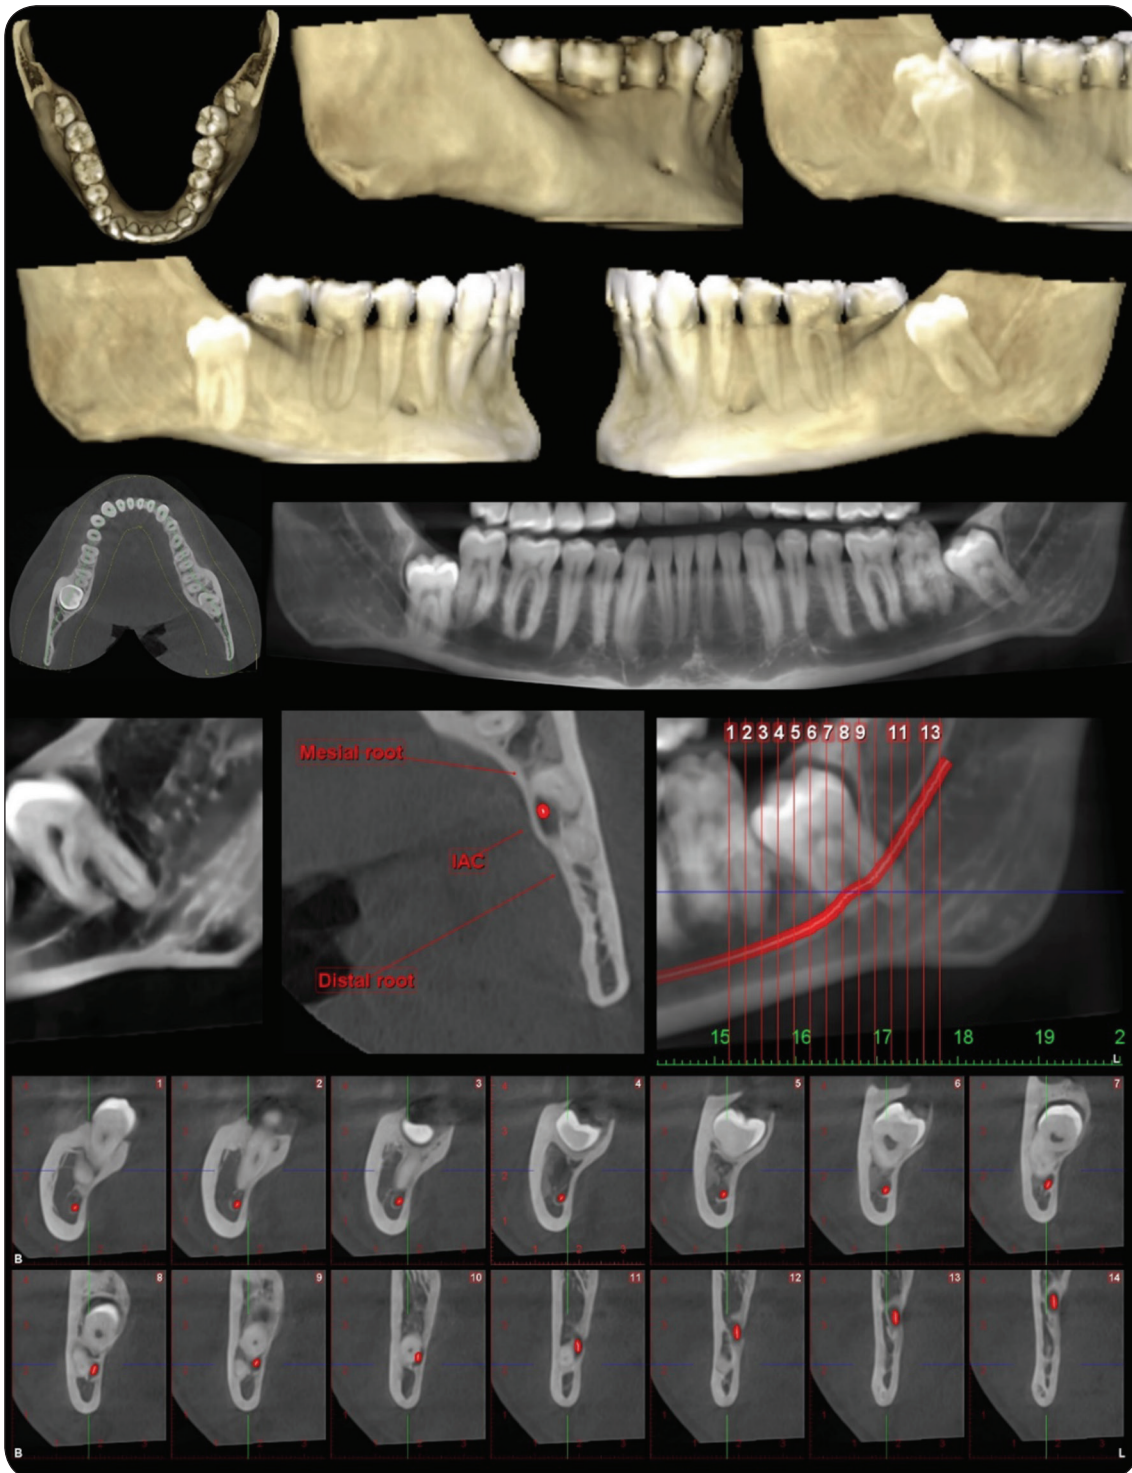 Mesial root
IAC
Distal root
1 2 3 4 5 6 7 8 9 11 13
15 16 17 18 19 2
L
1 2 3 4 5 6 7
B
8 9 10 11 12 13 14
B L